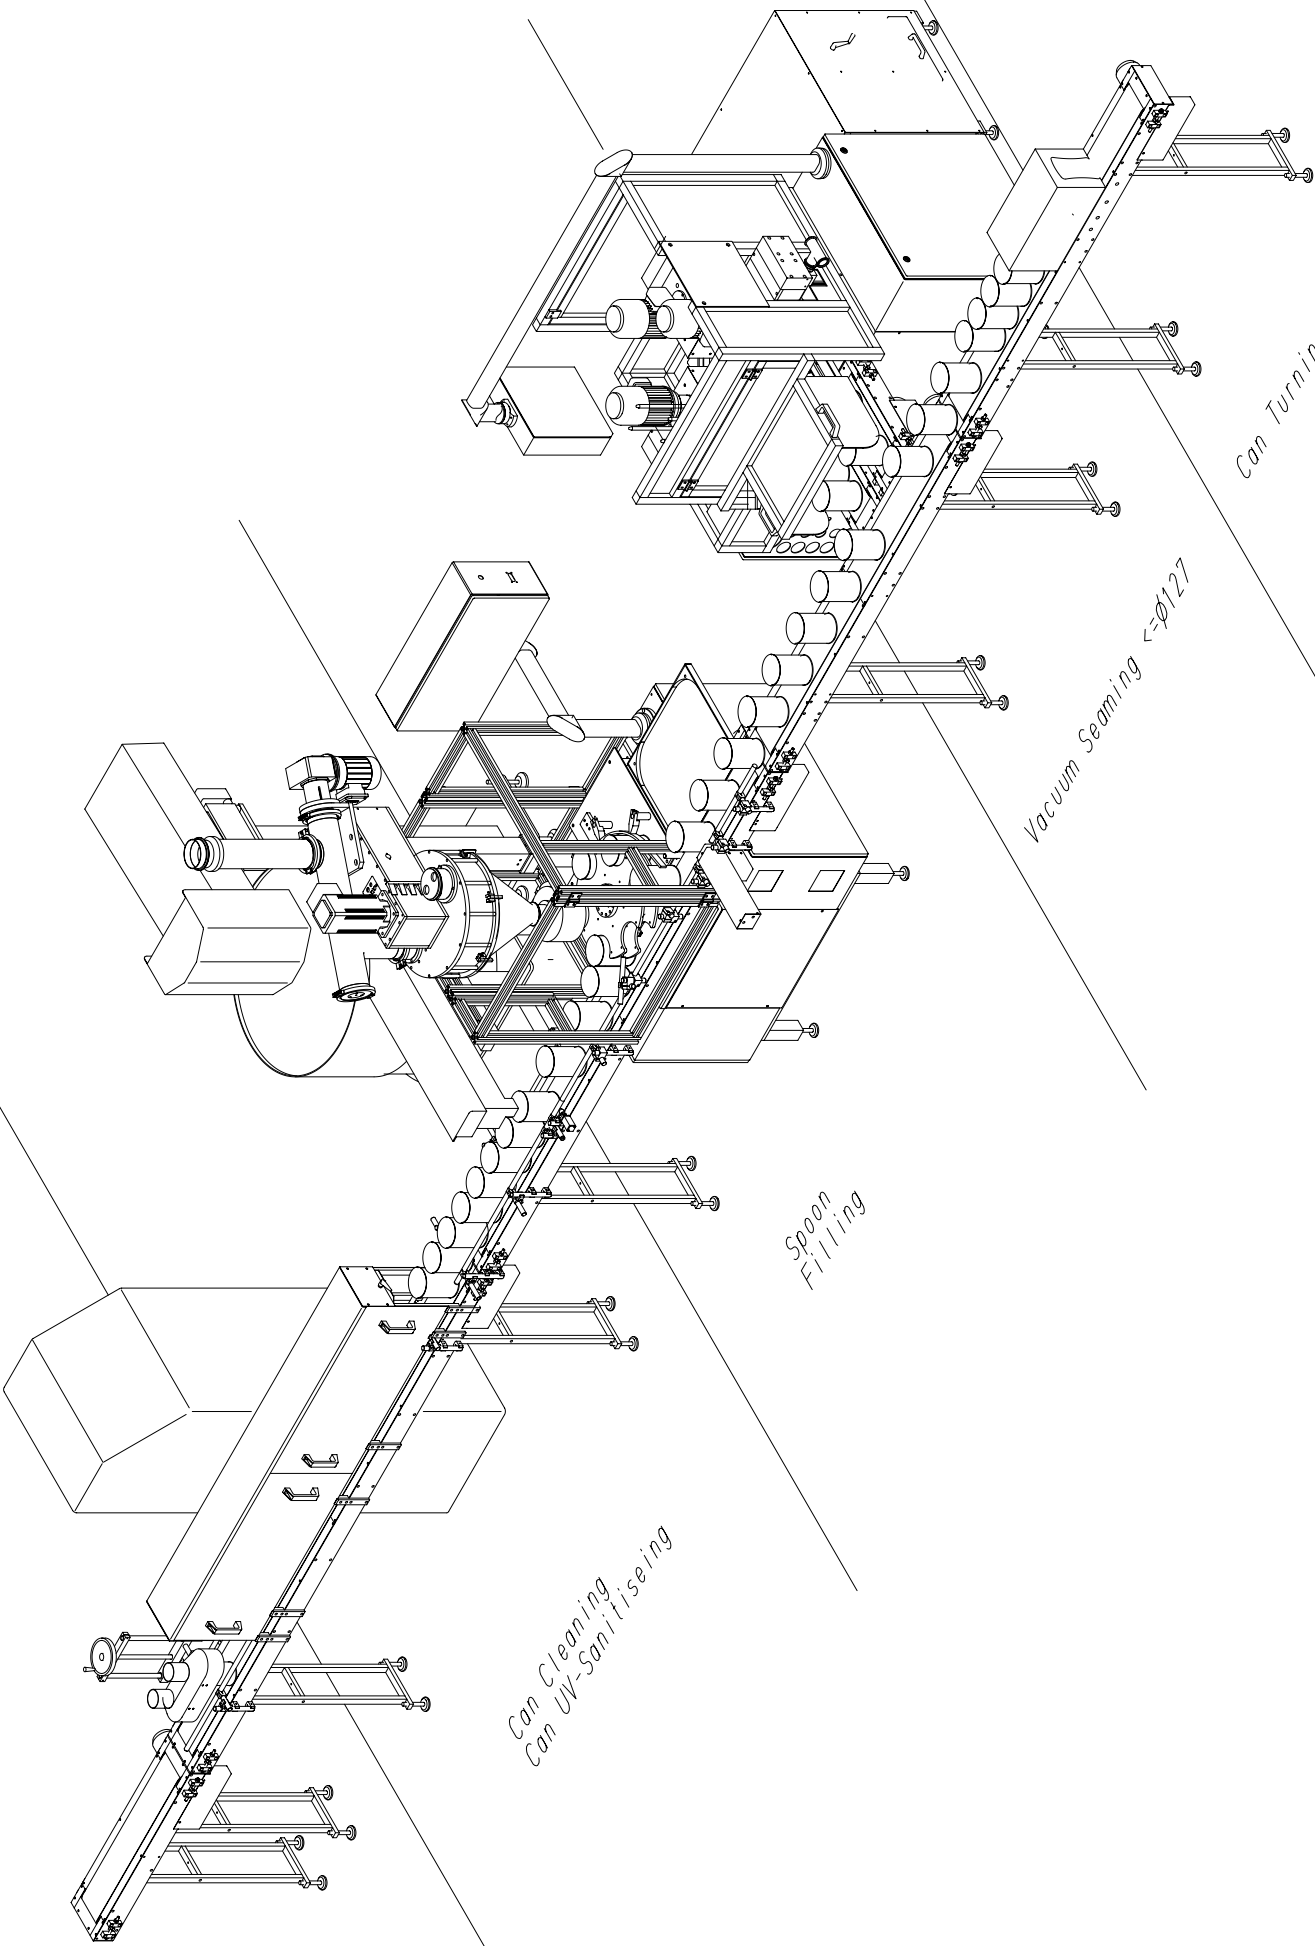 Can Cleaning
Can UV-Sanitiseing
Spoon
Filling
Vacuum Seaming <=φ127
Can Turnin